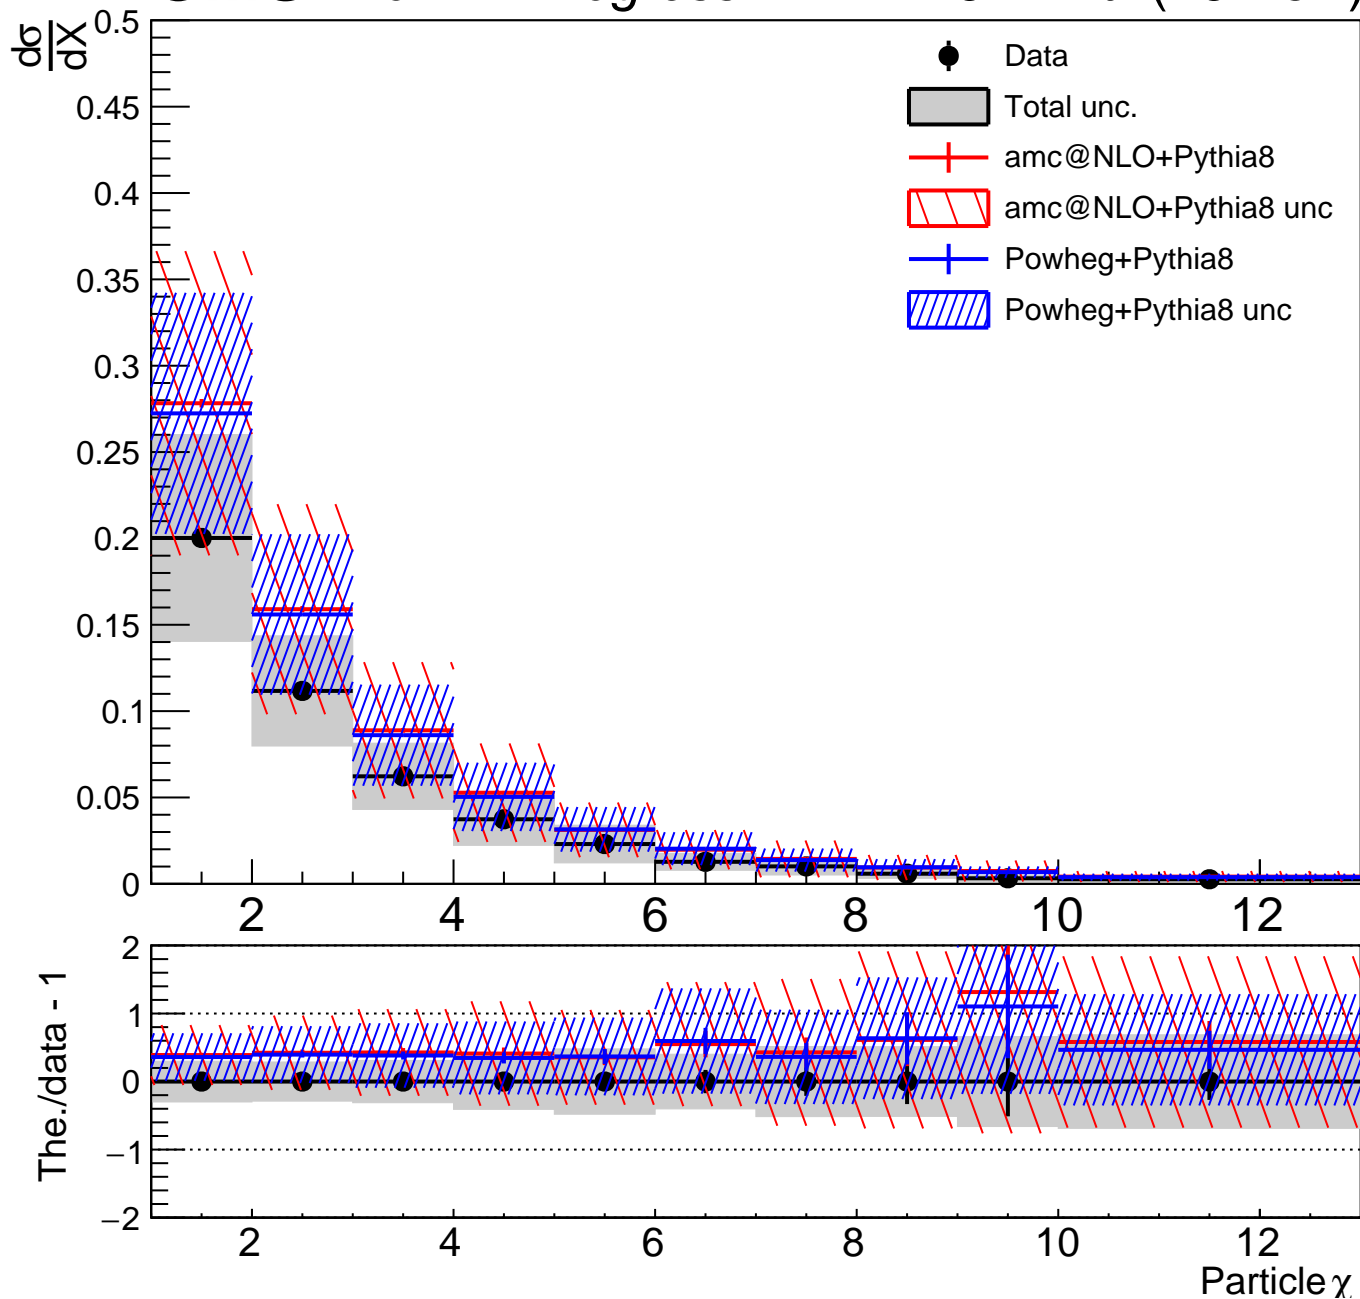 dσ
dX
0.5
0.45
0.4
0.35
0.3
0.25
0.2
0.15
0.1
0.05
0
Data
Total unc.
amc@NLO+Pythia8
amc@NLO+Pythia8 unc
Powheg+Pythia8
Powheg+Pythia8 unc
2 4 6 8 10 12
The./data - 1
2
1
0
−1
−2
2 4 6 8 10 12
Particle χ